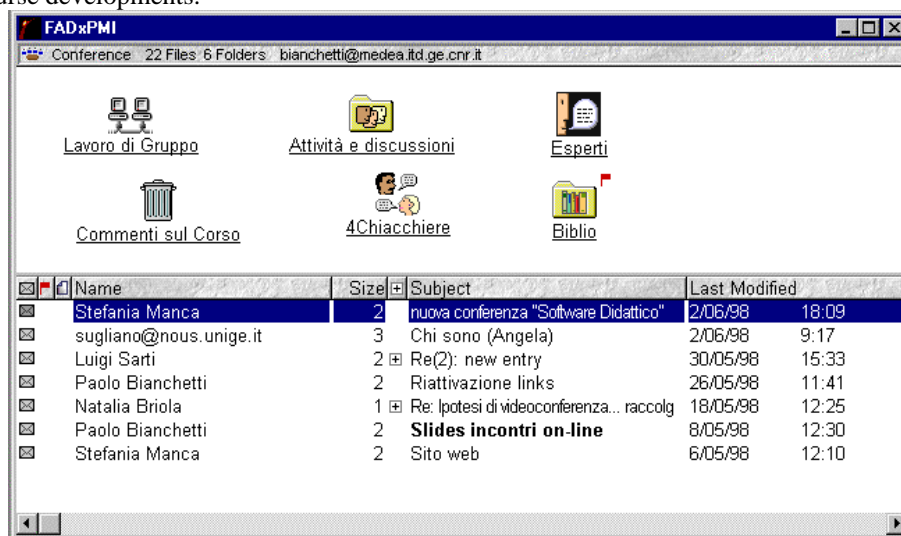 urse developments.
FADxPMI
Conference 22 Files 6 Folders bianchetti@medea.itd.ge.cnr.it
Lavoro di Gruppo Attività e discussioni Esperti
Commenti sul Corso 4Chiacchiere Biblio
Name Size Subject Last Modified
Stefania Manca 2 nuova conferenza "Software Didattico" 2/06/98 18:09
sugliano@nous.unige.it 3 Chi sono (Angela) 2/06/98 9:17
Luigi Sarti 2 Re(2): new entry 30/05/98 15:33
Paolo Bianchetti 2 Riattivazione links 26/05/98 11:41
Natalia Briola 1 Re: Ipotesi di videoconferenza... raccolg 18/05/98 12:25
Paolo Bianchetti 2 Slides incontri on-line 8/05/98 12:30
Stefania Manca 2 Sito web 6/05/98 12:10